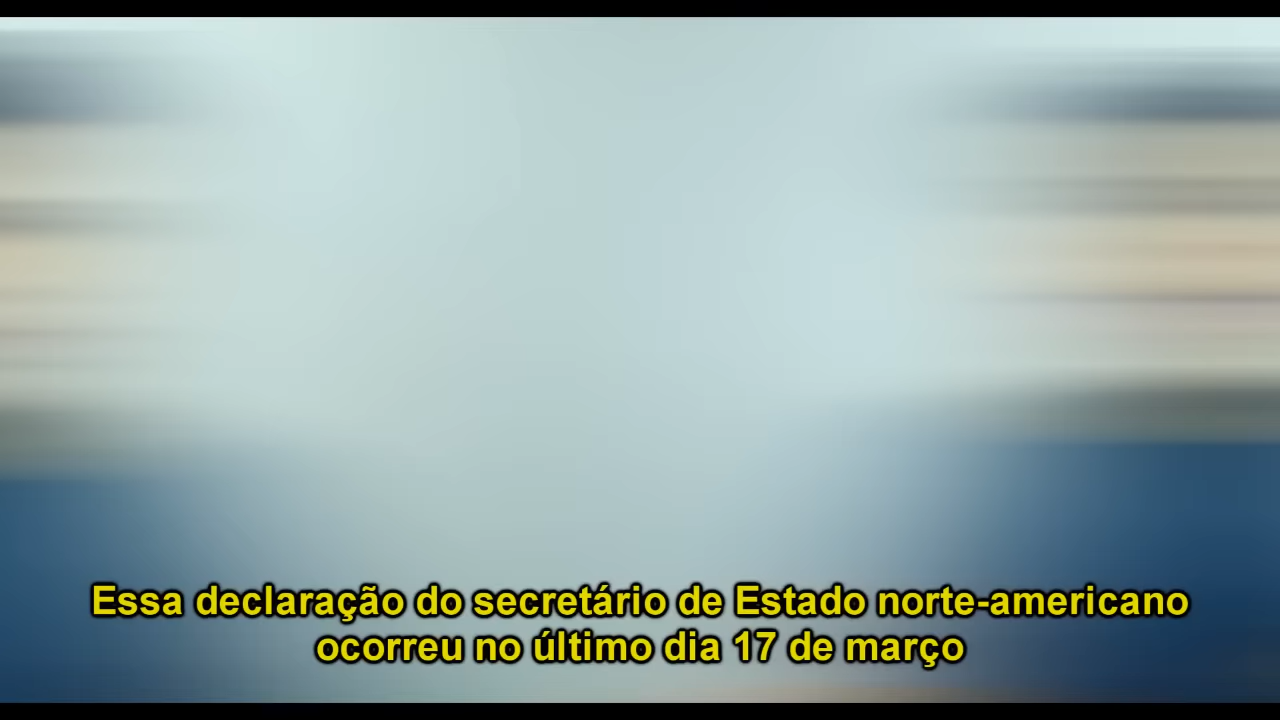 Essa declaração do secretário de Estado norte-americano
ocorreu no último dia 17 de março